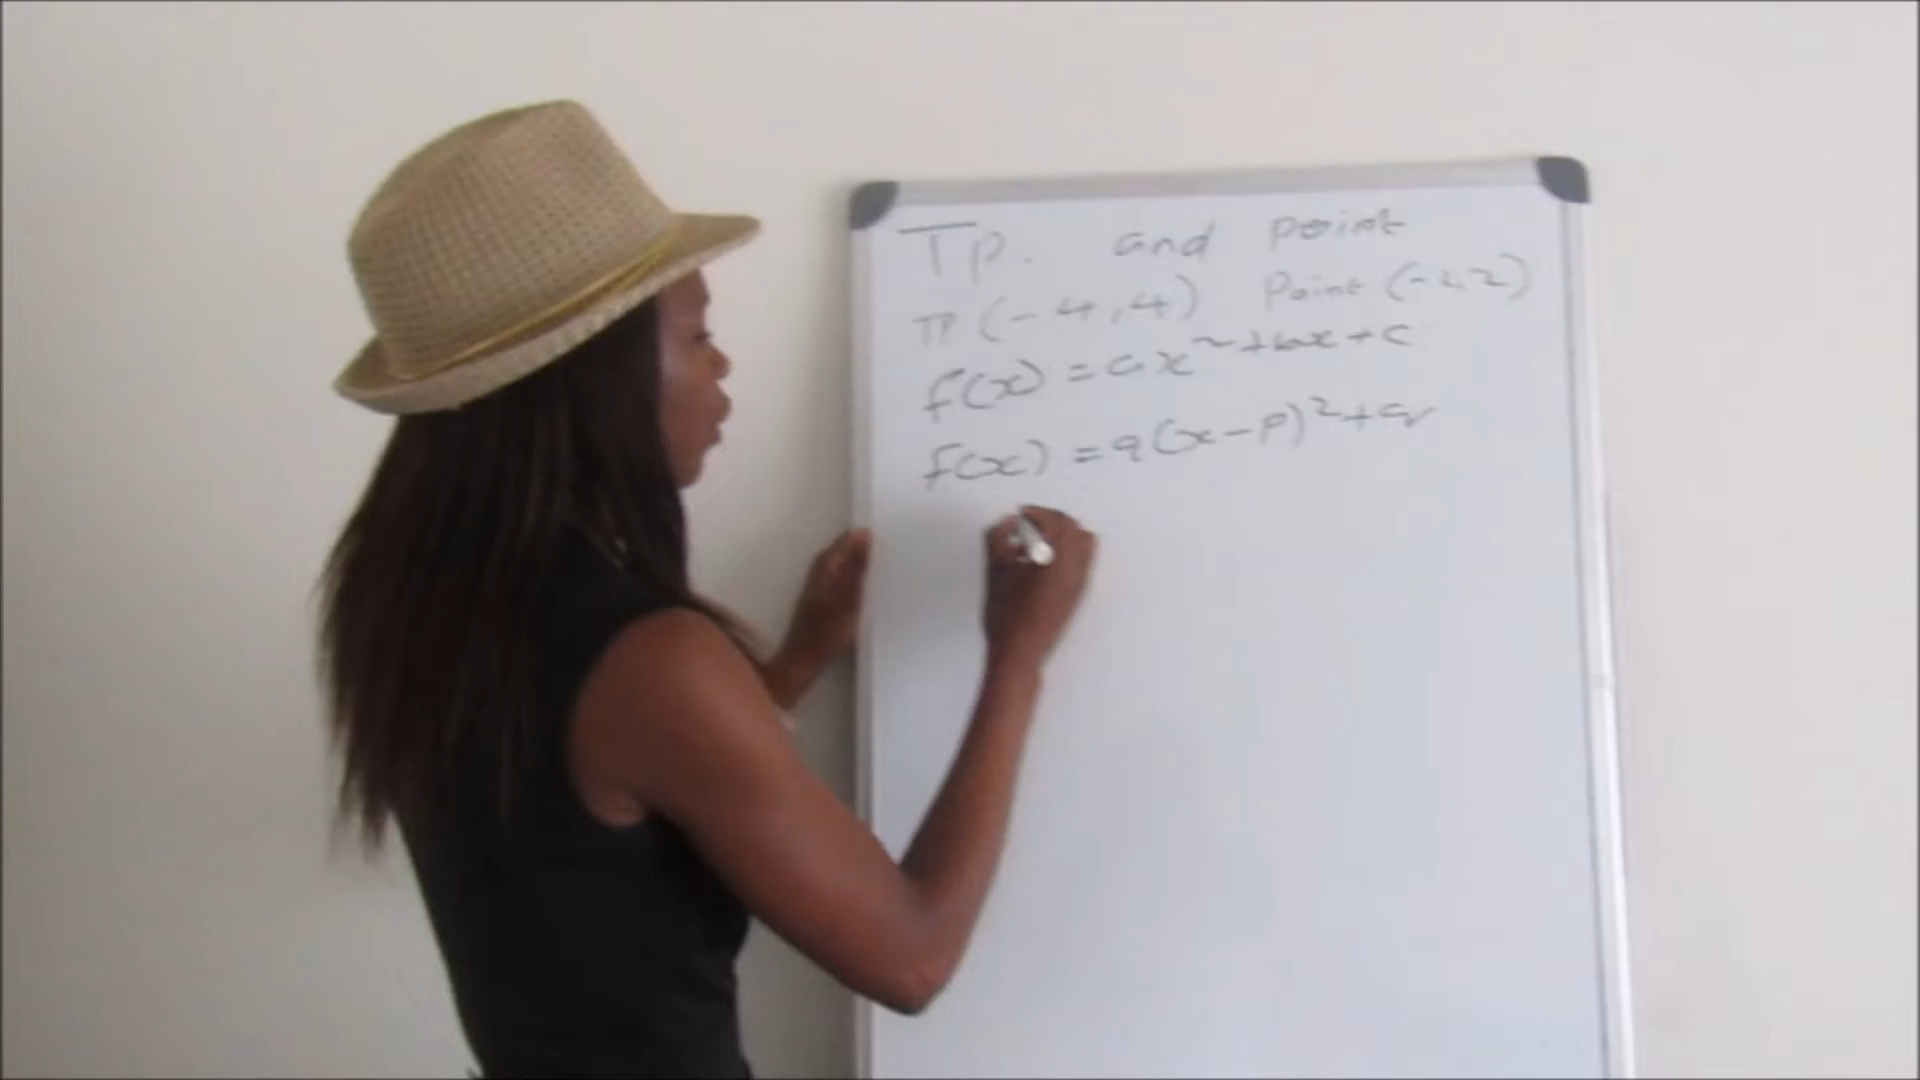 Tp. and point
TP (-4,4) Point (-2,2)
f(x) = ax²+bx+c
f(x) = a(x-p)²+q